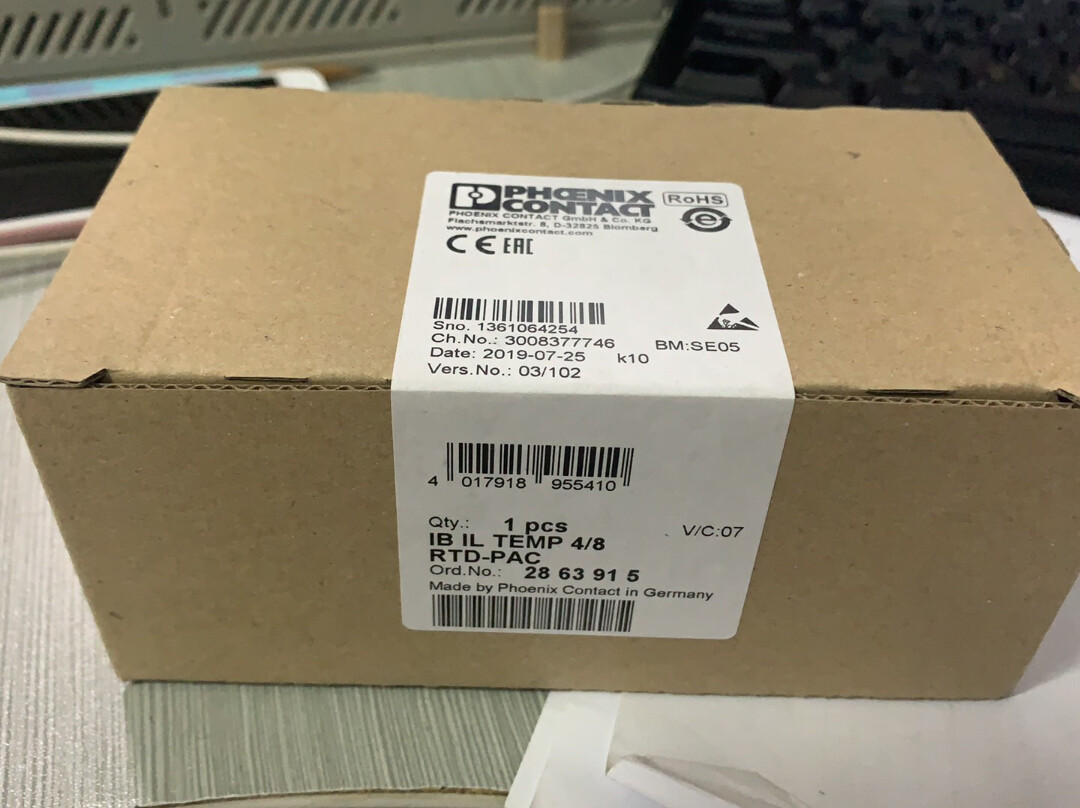 PHŒNIX
CONTACT
RoHS
e
PHOENIX CONTACT GmbH & Co. KG
Flachsmarktstr. 8, D-32825 Blomberg
www.phoenixcontact.com
CE EAC
Sno. 1361064254
Ch.No.: 3008377746
BM:SE05
Date: 2019-07-25 k10
Vers.No.: 03/102
4 017918 955410
Qty.: 1 pcs
V/C:07
IB IL TEMP 4/8
RTD-PAC
Ord.No.: 28 63 91 5
Made by Phoenix Contact in Germany